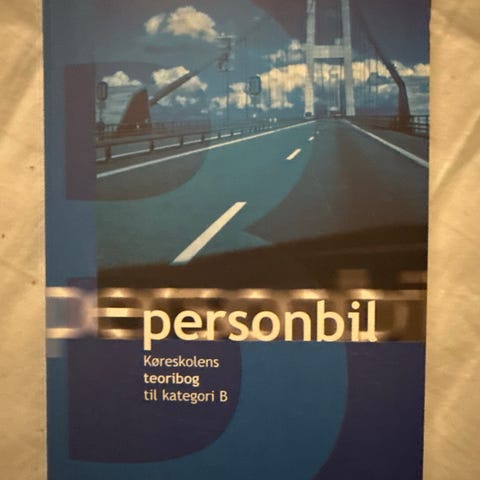 personbil
Køreskolens
teoribog
til kategori B